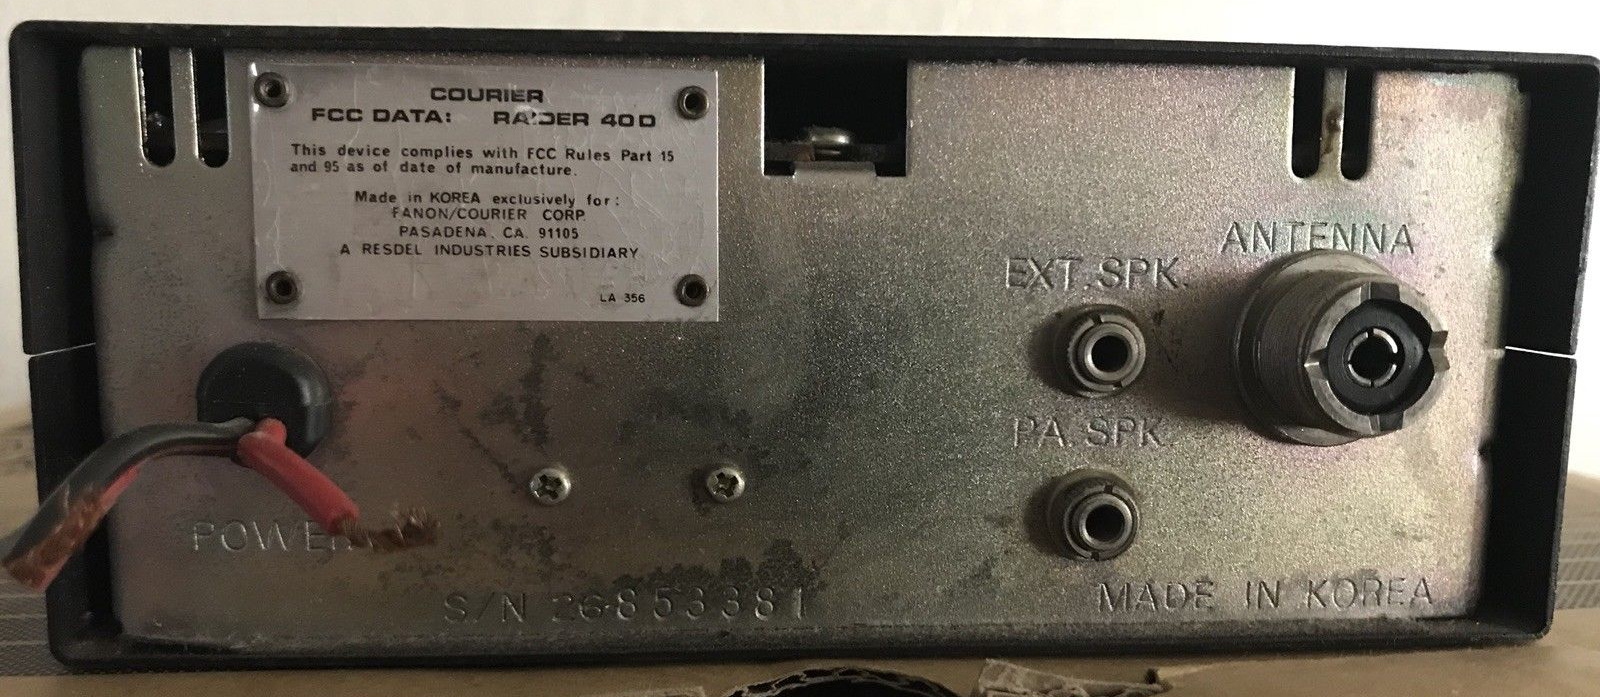 COURIER
FCC DATA: RAIDER 40D
This device complies with FCC Rules Part 15
and 95 as of date of manufacture.
Made in KOREA exclusively for:
FANON/COURIER CORP.
PASADENA, CA. 91105
A RESDEL INDUSTRIES SUBSIDIARY
LA 356
ANTENNA
EXT. SPK.
PA. SPK.
POWER
S/N 26853381
MADE IN KOREA